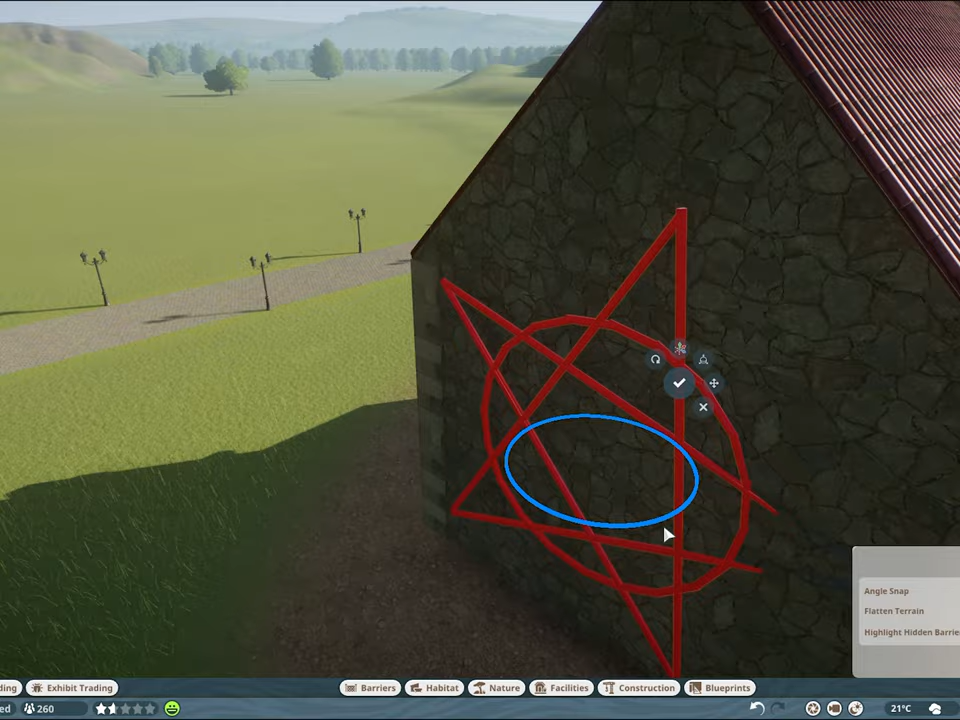 Angle Snap
Flatten Terrain
Highlight Hidden Barrie
ding
Exhibit Trading
Barriers
Habitat
Nature
Facilities
Construction
Blueprints
ed
260
21°C